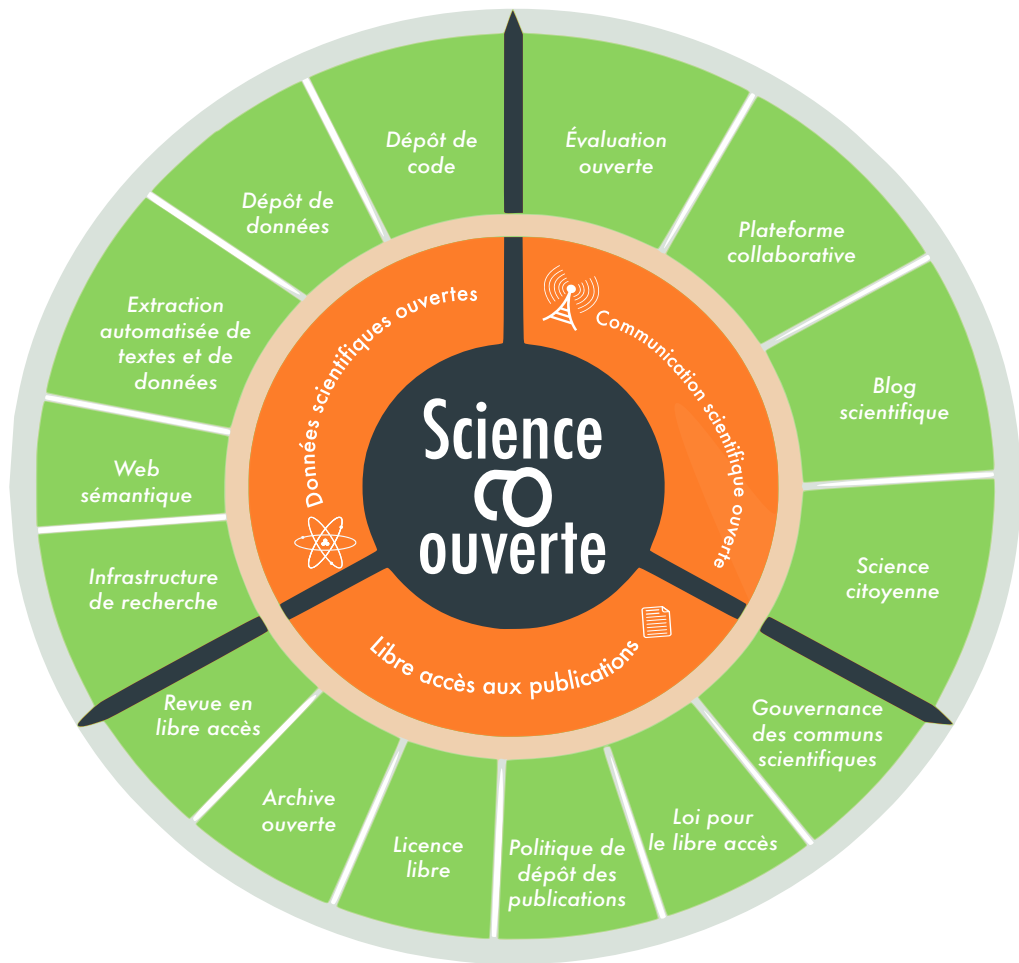 Science
ouverte
Communication scientifique ouverte
Libre accès aux publications
Données scientifiques ouvertes
Évaluation
ouverte
Plateforme
collaborative
Blog
scientifique
Science
citoyenne
Gouvernance
des communs
scientifiques
Loi pour
le libre accès
Politique de
dépôt des
publications
Licence
libre
Archive
ouverte
Revue en
libre accès
Infrastructure
de recherche
Web
sémantique
Extraction
automatisée de
textes et de
données
Dépôt de
données
Dépôt de
code